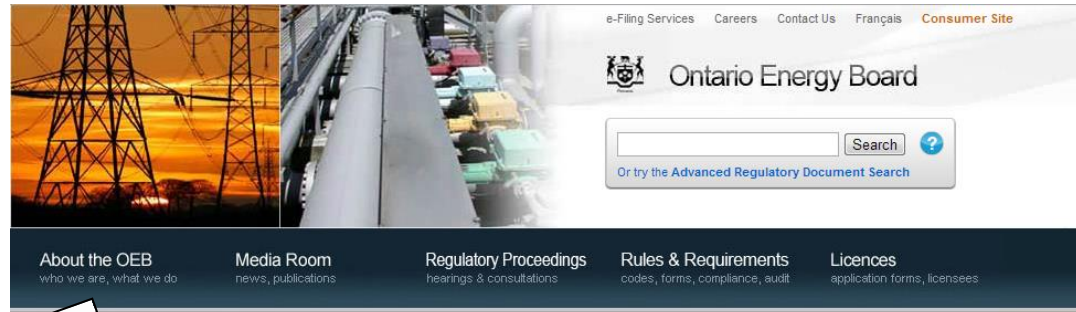 e-Filing Services Careers Contact Us Français Consumer Site
Ontario Energy Board
Search ?
Or try the Advanced Regulatory Document Search
About the OEB Media Room Regulatory Proceedings Rules & Requirements Licences
who we are, what we do news, publications hearings & consultations codes, forms, compliance, audit application forms, licensees